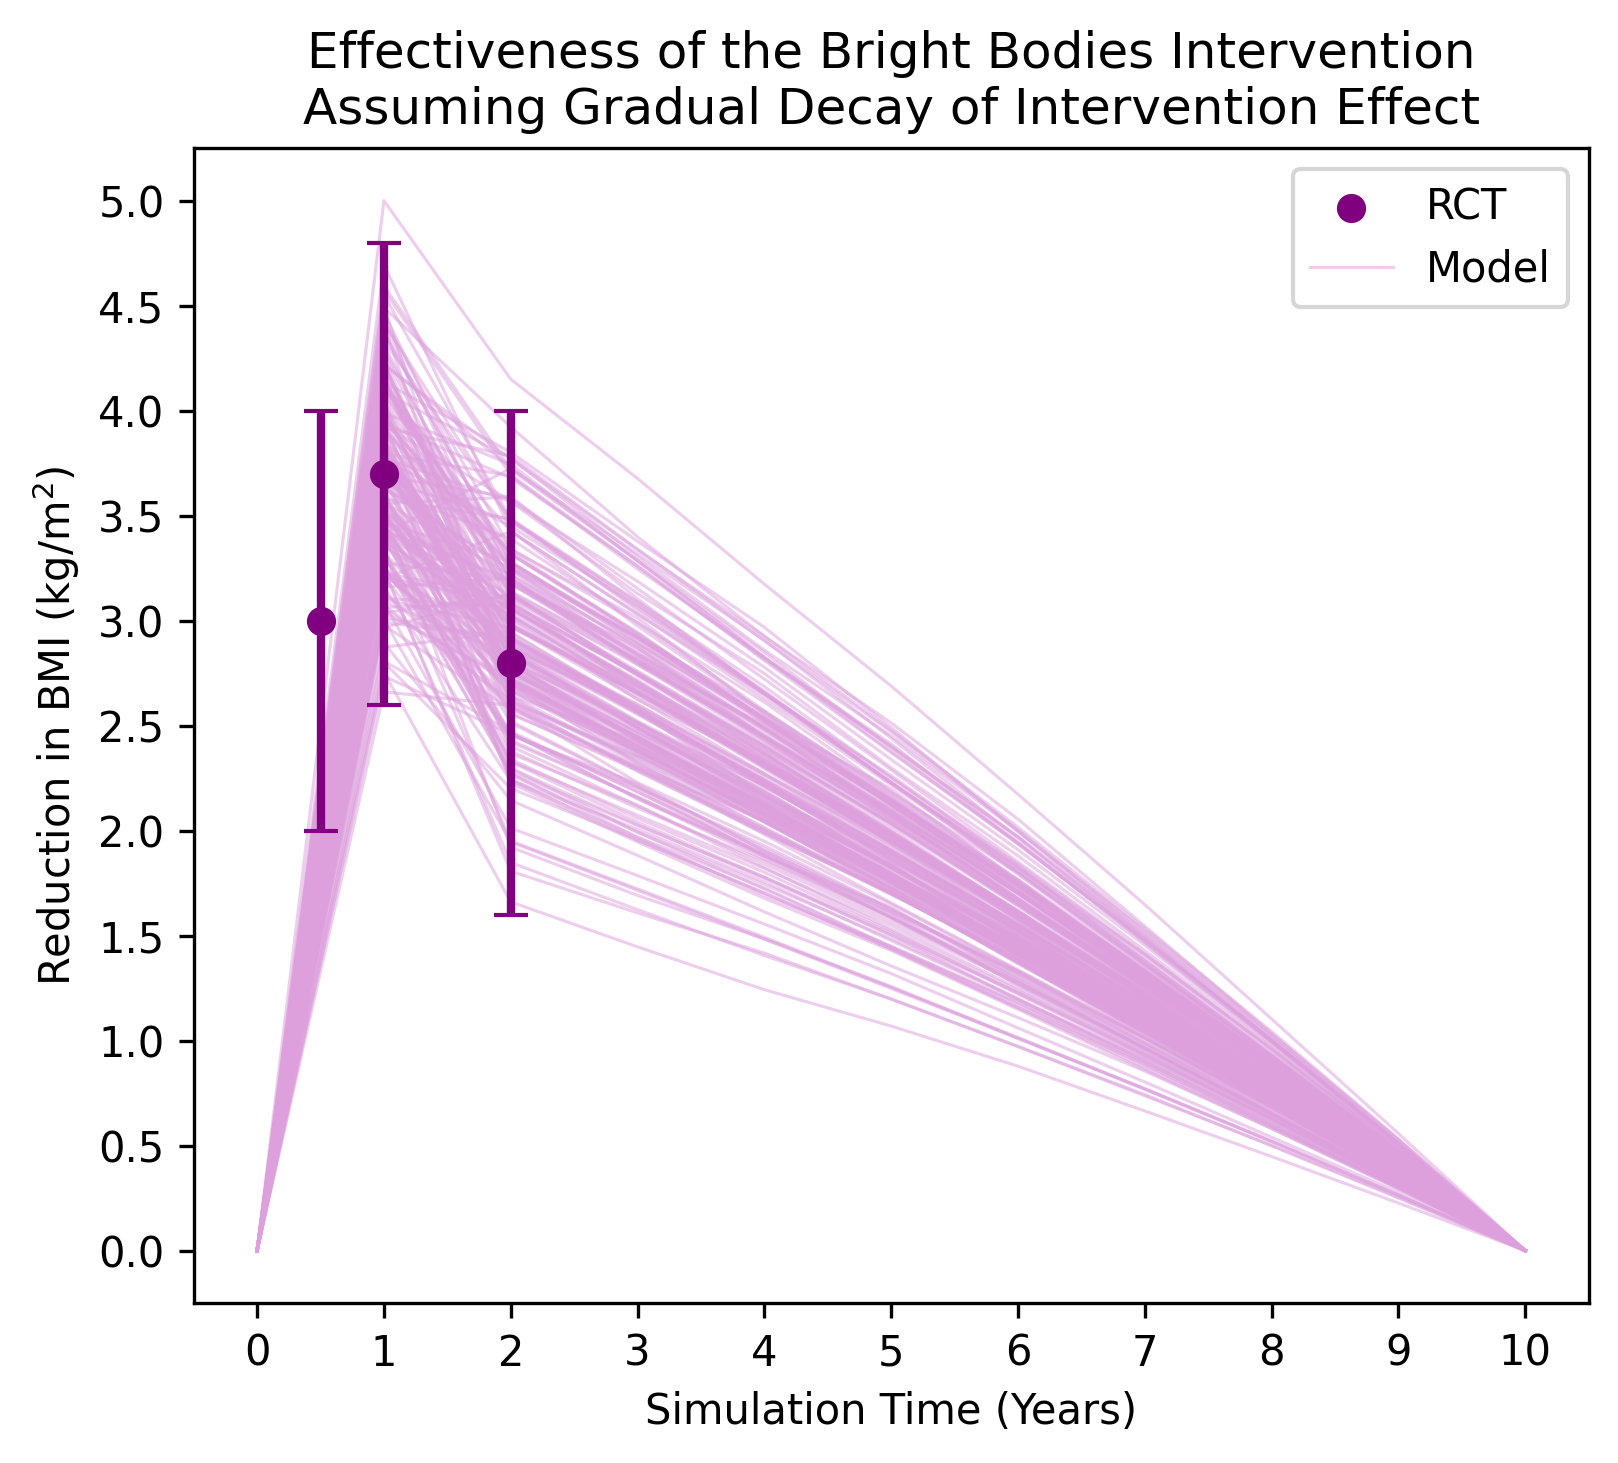 Effectiveness of the Bright Bodies Intervention
Assuming Gradual Decay of Intervention Effect
RCT
Model
Reduction in BMI (kg/m²)
5.0
4.5
4.0
3.5
3.0
2.5
2.0
1.5
1.0
0.5
0.0
0 1 2 3 4 5 6 7 8 9 10
Simulation Time (Years)